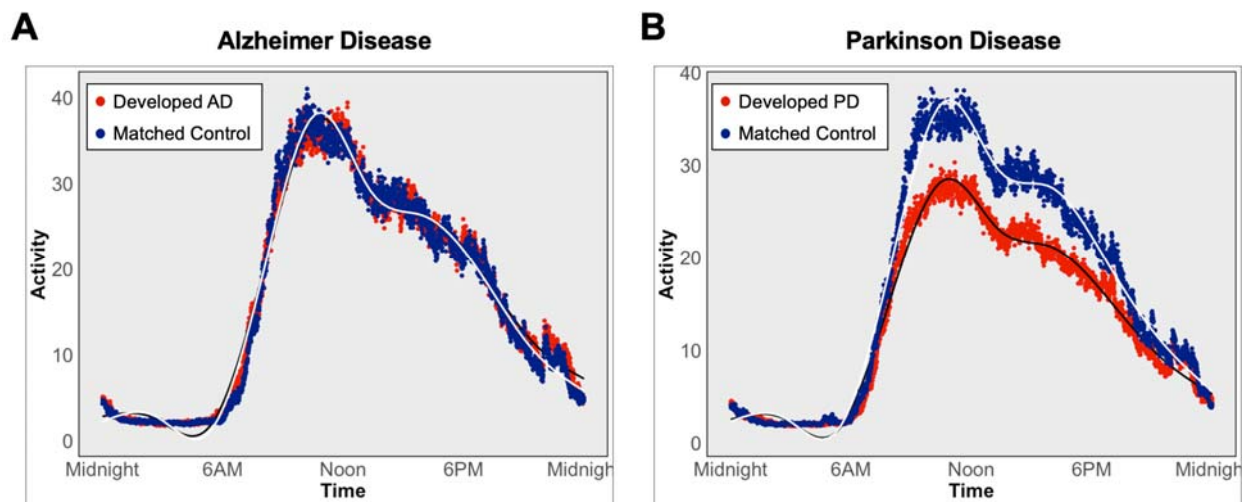 A
Alzheimer Disease
Developed AD
Matched Control
40
30
20
10
0
Activity
Midnight 6AM Noon 6PM Midnigh
Time
B
Parkinson Disease
Developed PD
Matched Control
40
30
20
10
0
Activity
Midnight 6AM Noon 6PM Midnigh
Time